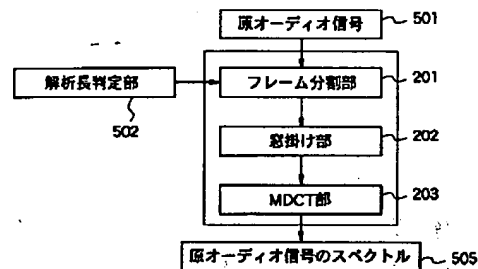 原オーディオ信号 501
解析長判定部 502
フレーム分割部 201
窓掛け部 202
MDCT部 203
原オーディオ信号のスペクトル 505